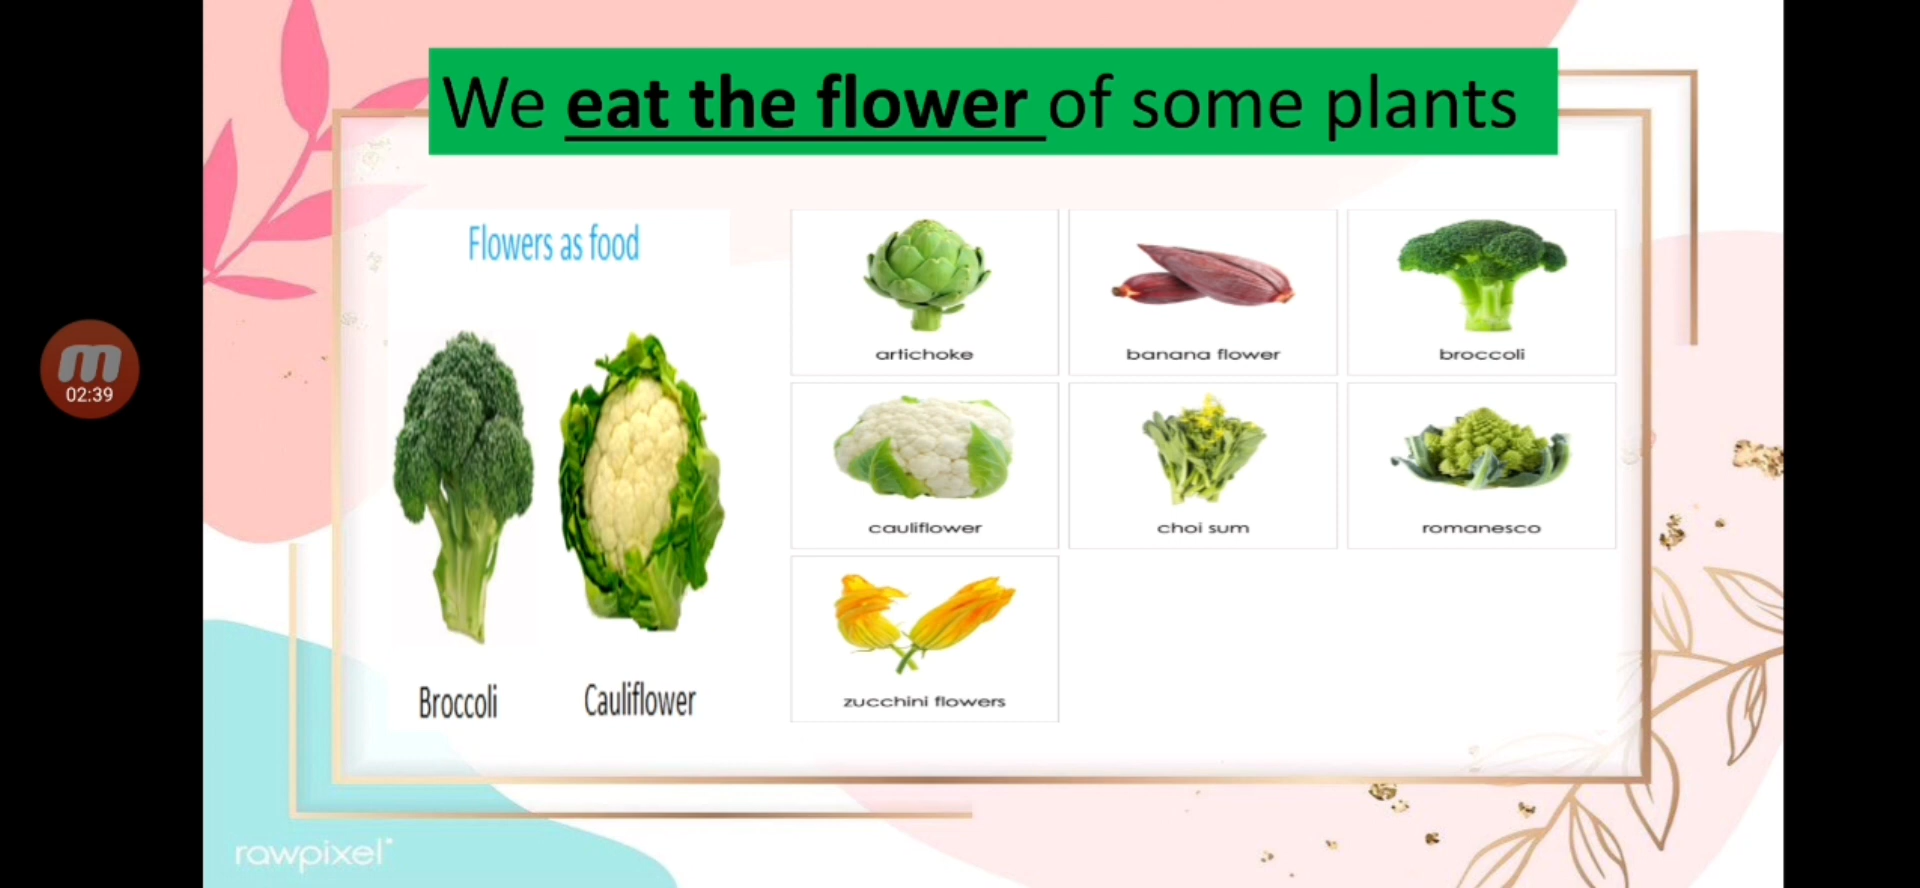 We eat the flower of some plants
Flowers as food
Broccoli
Cauliflower
artichoke
banana flower
broccoli
cauliflower
choi sum
romanesco
zucchini flowers
02:39
rawpixel